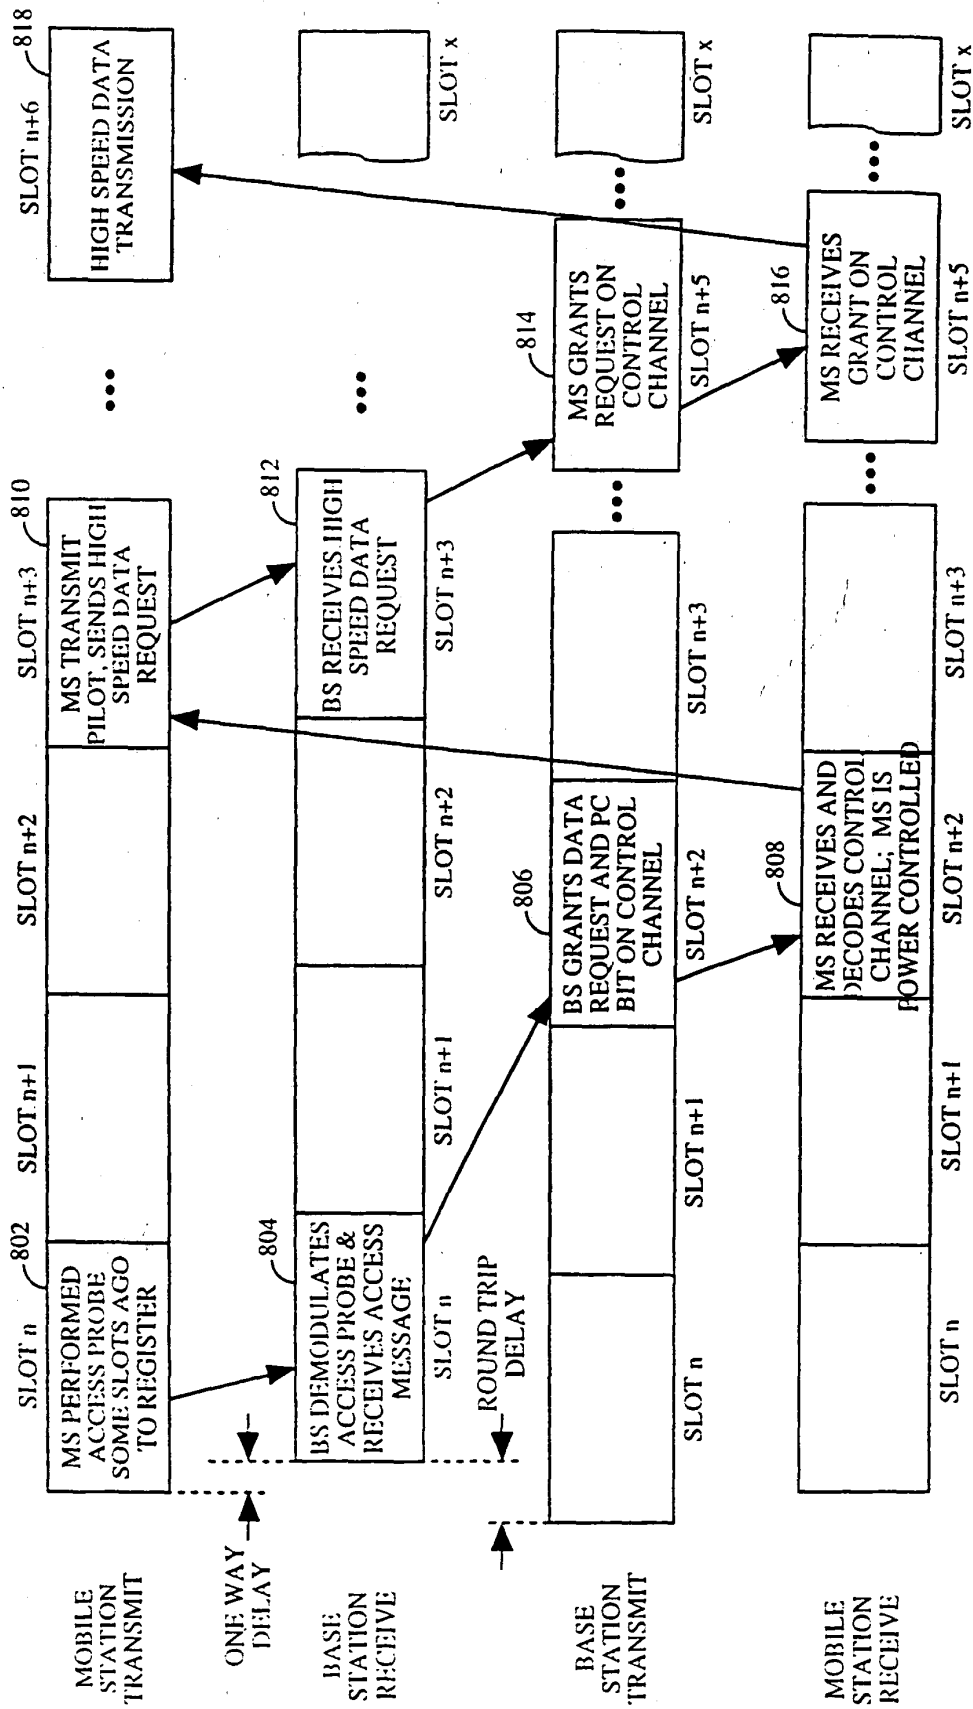 MOBILE
STATION
TRANSMIT
SLOT n
802
MS PERFORMED
ACCESS PROBE
SOME SLOTS AGO
TO REGISTER
SLOT n+1
SLOT n+2
SLOT n+3
810
MS TRANSMIT
PILOT, SENDS HIGH
SPEED DATA
REQUEST
•••
SLOT n+6
818
HIGH SPEED DATA
TRANSMISSION
ONE WAY
DELAY
BASE
STATION
RECEIVE
804
BS DEMODULATES
ACCESS PROBE &
RECEIVES ACCESS
MESSAGE
SLOT n
SLOT n+1
SLOT n+2
812
BS RECEIVES HIGH
SPEED DATA
REQUEST
SLOT n+3
•••
SLOT x
ROUND TRIP
DELAY
BASE
STATION
TRANSMIT
SLOT n
SLOT n+1
806
BS GRANTS DATA
REQUEST AND PC
BIT ON CONTROL
CHANNEL
SLOT n+2
SLOT n+3
•••
814
MS GRANTS
REQUEST ON
CONTROL
CHANNEL
SLOT n+5
•••
SLOT x
MOBILE
STATION
RECEIVE
SLOT n
SLOT n+1
808
MS RECEIVES AND
DECODES CONTROL
CHANNEL; MS IS
POWER CONTROLLED
SLOT n+2
SLOT n+3
•••
816
MS RECEIVES
GRANT ON
CONTROL
CHANNEL
SLOT n+5
•••
SLOT x